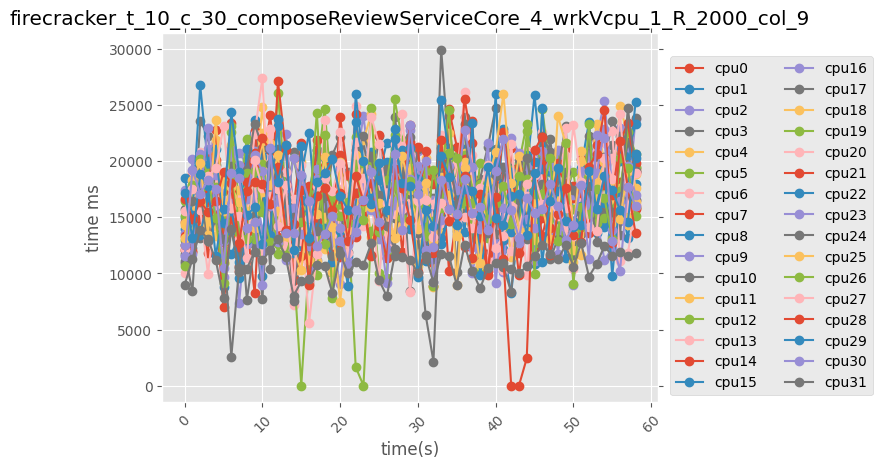 firecracker_t_10_c_30_composeReviewServiceCore_4_wrkVcpu_1_R_2000_col_9
30000
25000
20000
15000
10000
5000
0
time ms
0 10 20 30 40 50 60
time(s)
cpu0 cpu16
cpu1 cpu17
cpu2 cpu18
cpu3 cpu19
cpu4 cpu20
cpu5 cpu21
cpu6 cpu22
cpu7 cpu23
cpu8 cpu24
cpu9 cpu25
cpu10 cpu26
cpu11 cpu27
cpu12 cpu28
cpu13 cpu29
cpu14 cpu30
cpu15 cpu31